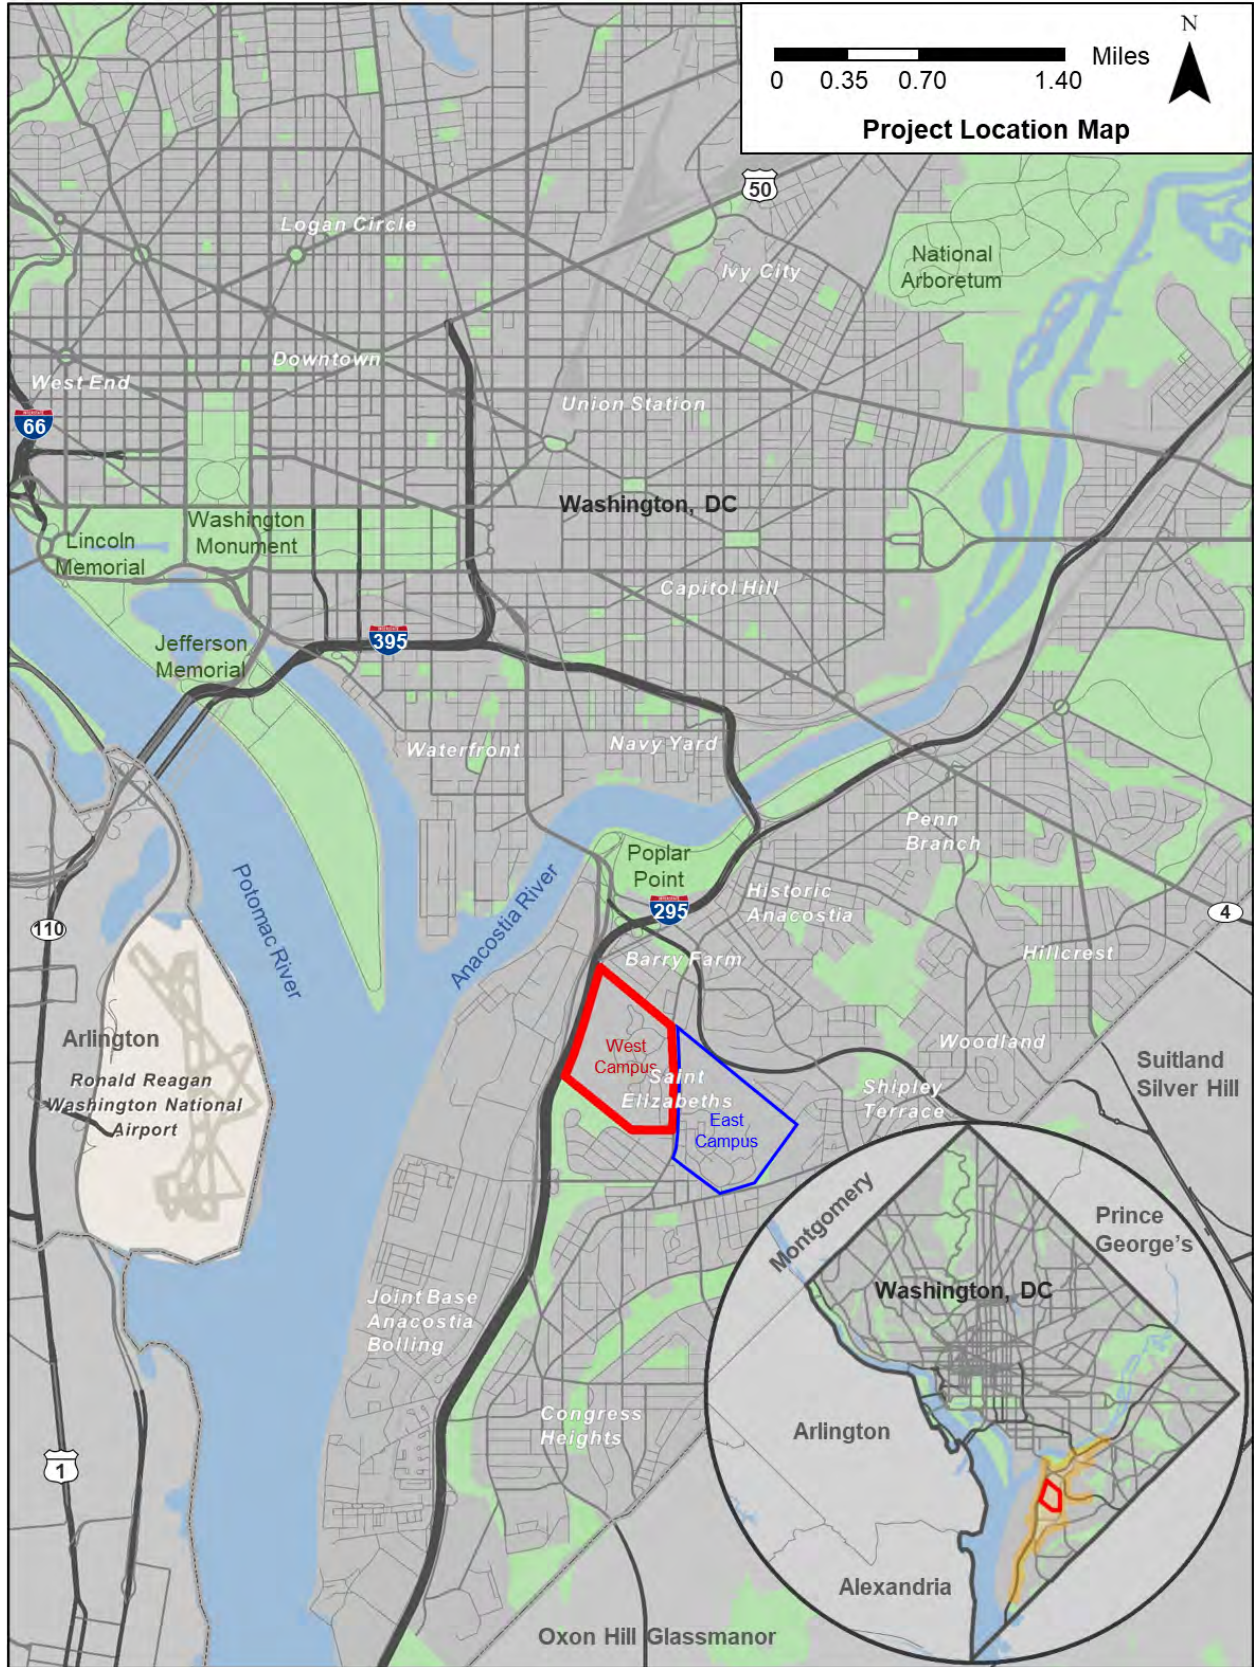 N
Miles
0 0.35 0.70 1.40
Project Location Map
50
Logan Circle
Ivy City
National
Arboretum
Downtown
West End
Union Station
66
Washington, DC
Washington
Monument
Lincoln
Memorial
Capitol Hill
395
Jefferson
Memorial
Waterfront
Navy Yard
Penn
Branch
Poplar
Point
Potomac River
Anacostia River
Historic
Anacostia
295
4
110
Barry Farm
Hillcrest
Arlington
Ronald Reagan
Washington National
Airport
West
Campus
Saint
Elizabeths
East
Campus
Woodland
Shipley
Terrace
Suitland
Silver Hill
Joint Base
Anacostia
Bolling
Congress
Heights
1
Oxon Hill Glassmanor
Montgomery
Prince
George's
Washington, DC
Arlington
Alexandria